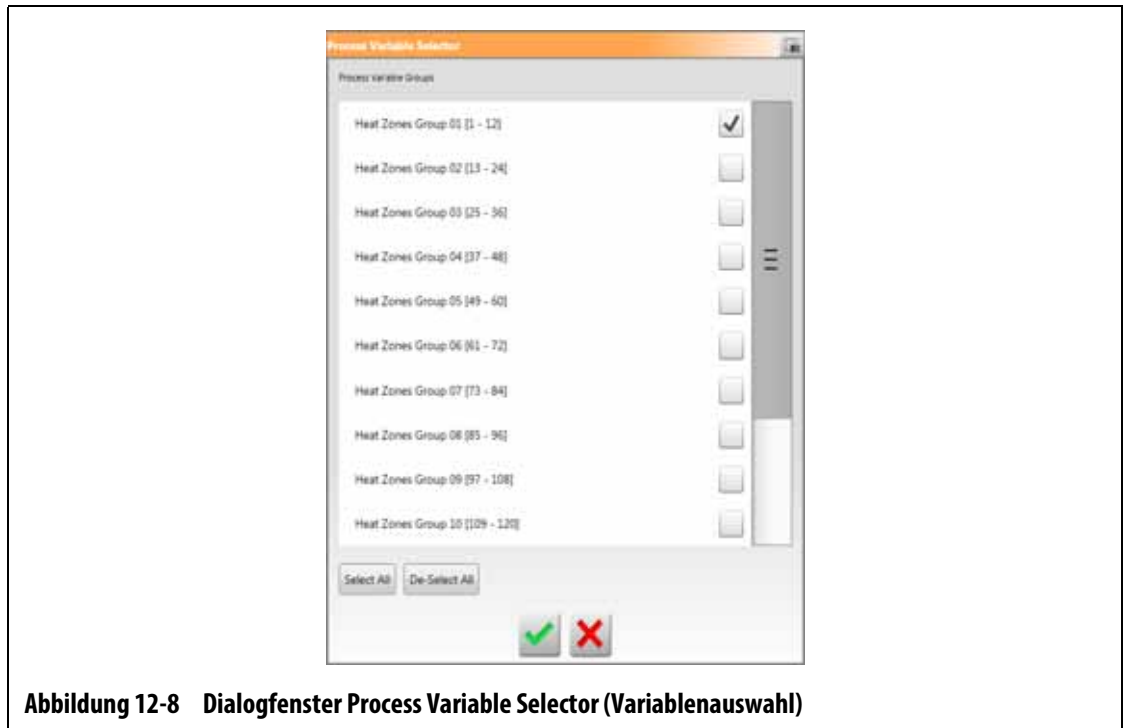 Process Variable Selector
Process Variable Groups
Heat Zones Group 01 [1 - 12]
Heat Zones Group 02 [13 - 24]
Heat Zones Group 03 [25 - 36]
Heat Zones Group 04 [37 - 48]
Heat Zones Group 05 [49 - 60]
Heat Zones Group 06 [61 - 72]
Heat Zones Group 07 [73 - 84]
Heat Zones Group 08 [85 - 96]
Heat Zones Group 09 [97 - 108]
Heat Zones Group 10 [109 - 120]
Select All De-Select All
Abbildung 12-8 Dialogfenster Process Variable Selector (Variablenauswahl)